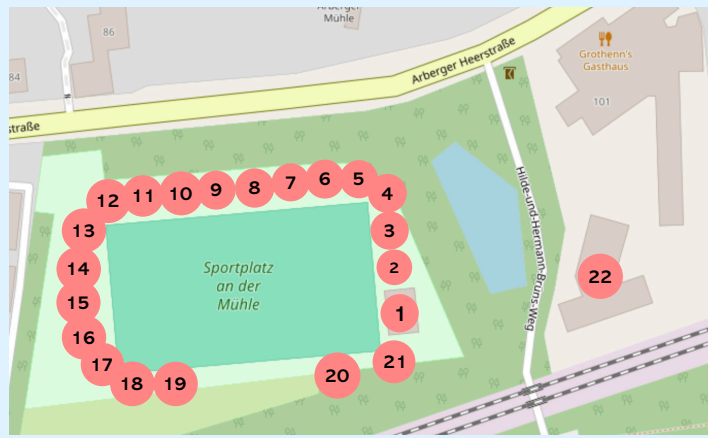 Arberger
Mühle
86
84
Arberger Heerstraße
straße
Grothenn's
Gasthaus
101
12
11
10
9
8
7
6
5
4
13
3
14
2
15
1
16
17
18
19
20
21
22
Sportplatz
an der
Mühle
Hilde-und-Hermann-Bruns-Weg